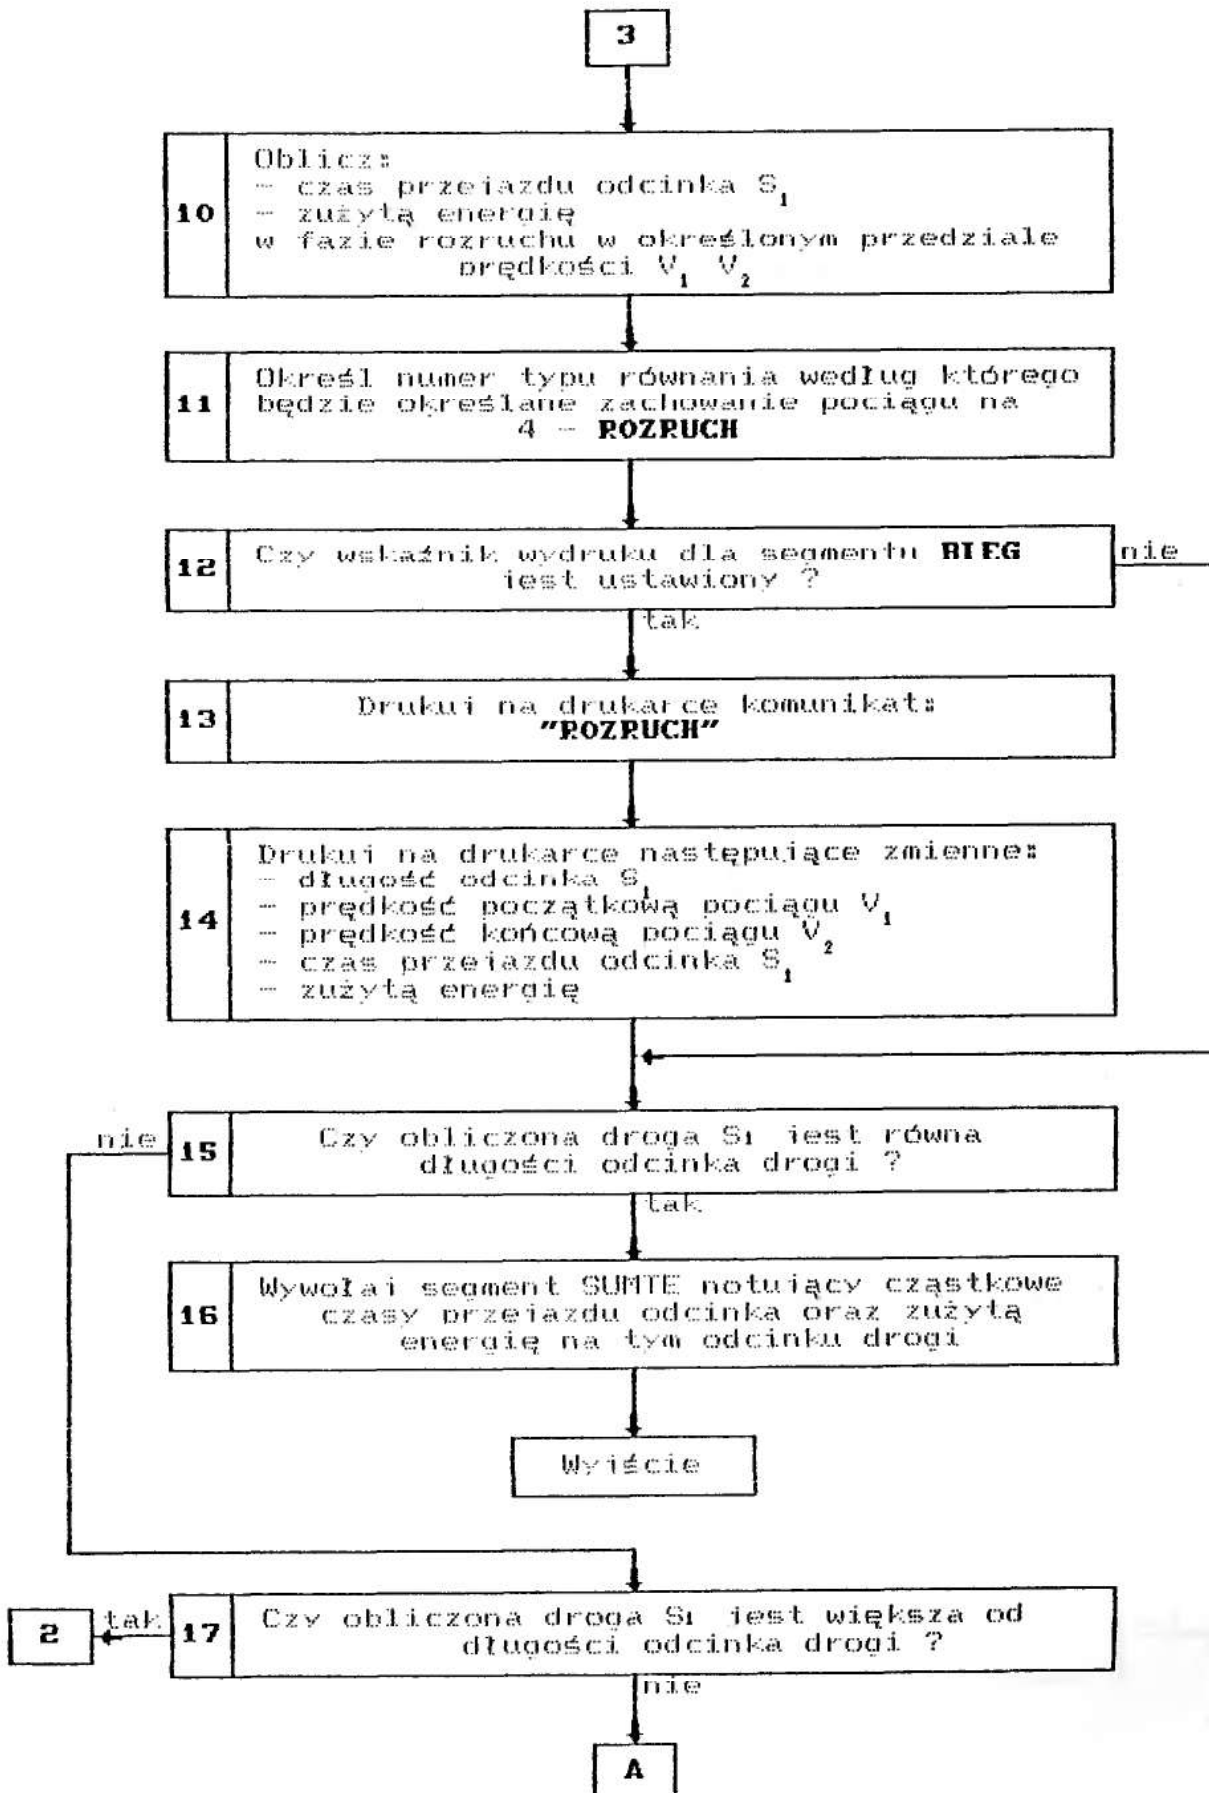 3
10
Oblicz:
- czas przejazdu odcinka S1
- zużytą energię
w fazie rozruchu w określonym przedziale
prędkości V1 V2
11
Określ numer typu równania według którego
będzie określane zachowanie pociągu na
4 - ROZRUCH
12
Czy wskaźnik wydruku dla segmentu BIEG
jest ustawiony ?
nie
tak
13
Drukuj na drukarce komunikat:
"ROZRUCH"
14
Drukuj na drukarce następujące zmienne:
- długość odcinka S1
- prędkość początkową pociągu V1
- prędkość końcową pociągu V2
- czas przejazdu odcinka S1
- zużytą energię
nie
15
Czy obliczona droga S1 jest równa
długości odcinka drogi ?
tak
16
Wywołaj segment SUMTE notujący cząstkowe
czasy przejazdu odcinka oraz zużytą
energię na tym odcinku drogi
Wyjście
2
tak
17
Czy obliczona droga S1 jest większa od
długości odcinka drogi ?
nie
A